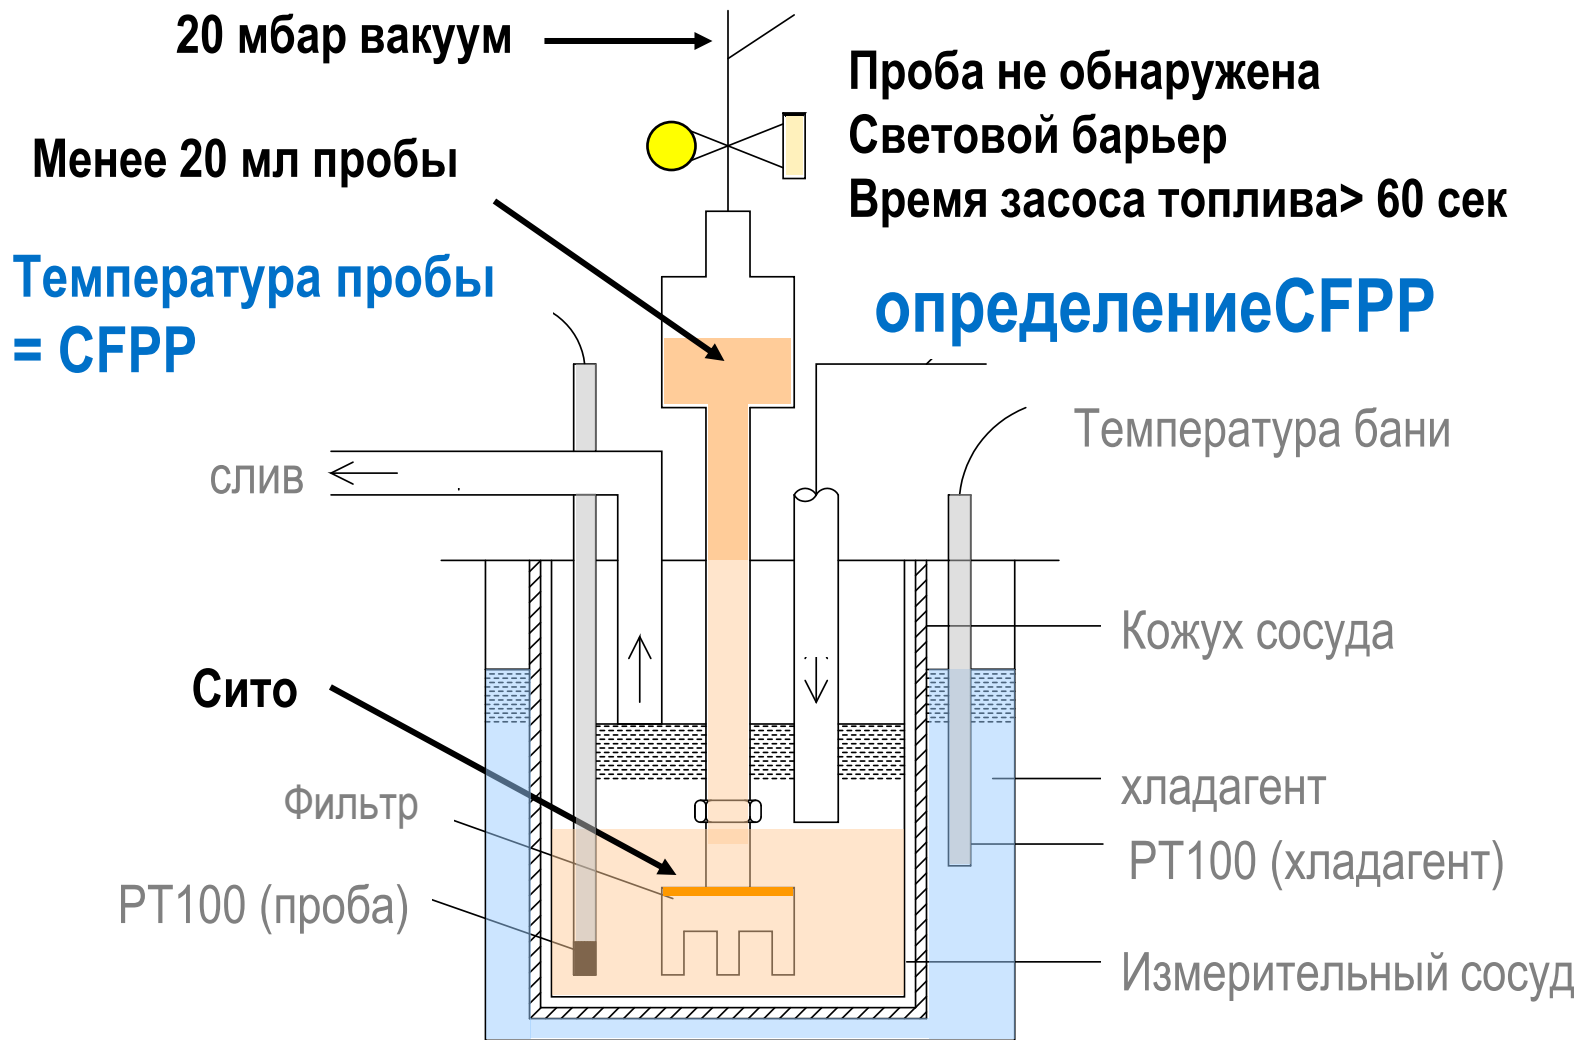 20 мбар вакуум
Проба не обнаружена
Световой барьер
Время засоса топлива> 60 сек
Менее 20 мл пробы
Температура пробы
= CFPP
определениеCFPP
Температура бани
слив
Кожух сосуда
Сито
хладагент
Фильтр
PT100 (хладагент)
PT100 (проба)
Измерительный сосуд